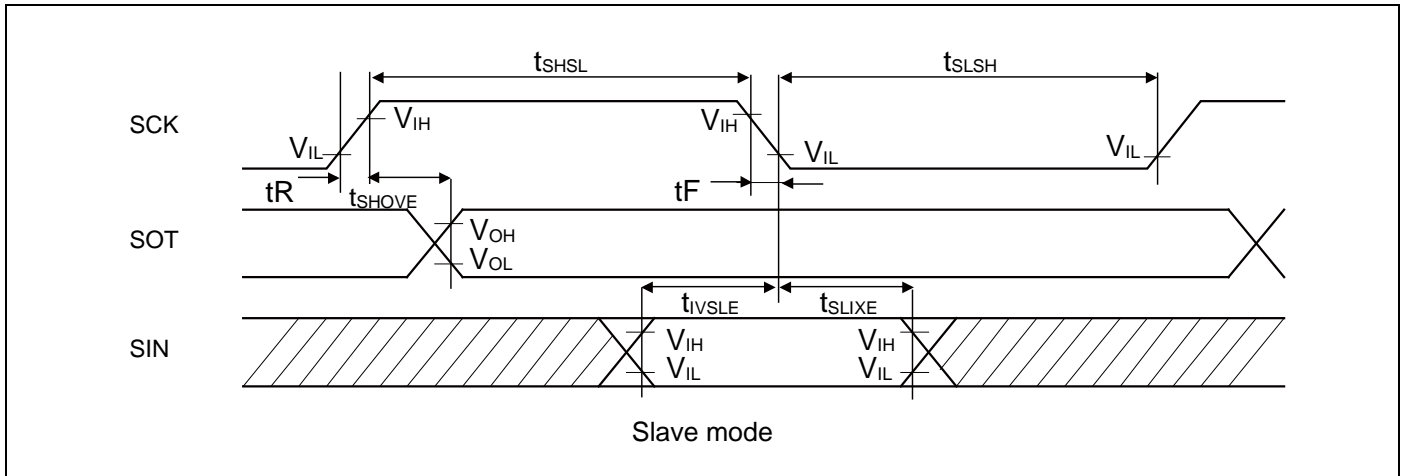 tSHSL
tSLSH
SCK
VIH
VIH
VIL
VIL
VIL
tR
tSHOVE
tF
SOT
VOH
VOL
tIVSLE
tSLIXE
SIN
VIH
VIH
VIL
VIL
Slave mode